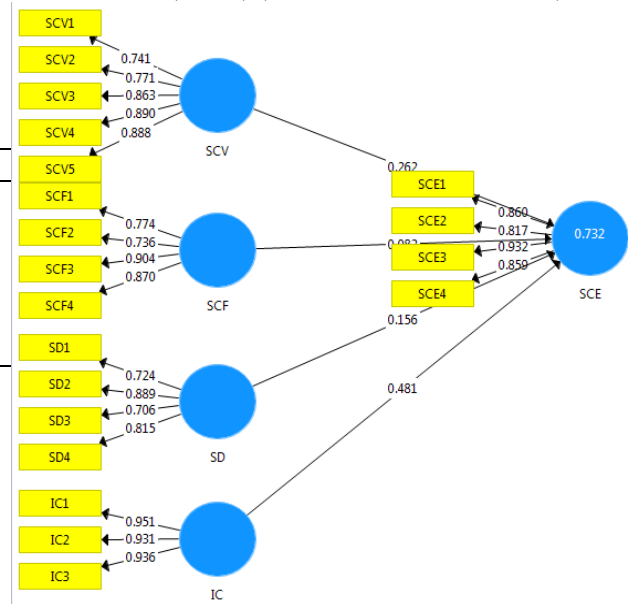 SCV1
SCV2
SCV3
SCV4
SCV5
0.741
0.771
0.863
0.890
0.888
SCV
0.262
SCF1
SCF2
SCF3
SCF4
0.774
0.736
0.904
0.870
SCF
SCE1
SCE2
SCE3
SCE4
0.860
0.817
0.932
0.859
0.732
SCE
SD1
SD2
SD3
SD4
0.724
0.889
0.706
0.815
SD
0.156
0.481
IC1
IC2
IC3
0.951
0.931
0.936
IC